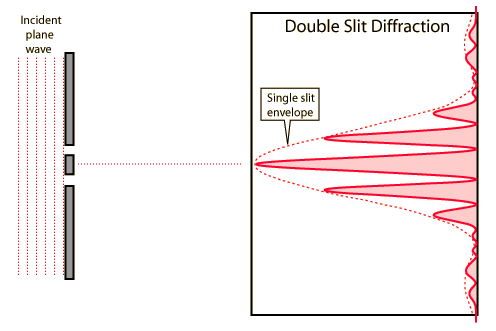 Incident
plane
wave
Double Slit Diffraction
Single slit
envelope